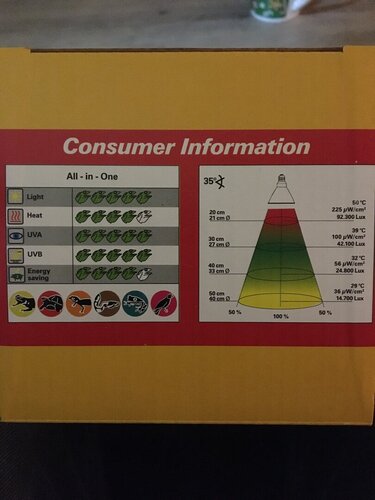 Consumer Information
All - in - One
Light
Heat
UVA
UVB
Energy
saving
35°
50 °C
20 cm
21 cm Ø
225 µW/cm²
92.300 Lux
39 °C
30 cm
27 cm Ø
100 µW/cm²
42.100 Lux
32 °C
40 cm
33 cm Ø
56 µW/cm²
24.800 Lux
29 °C
50 cm
40 cm Ø
36 µW/cm²
14.700 Lux
50 %
100 %
50 %